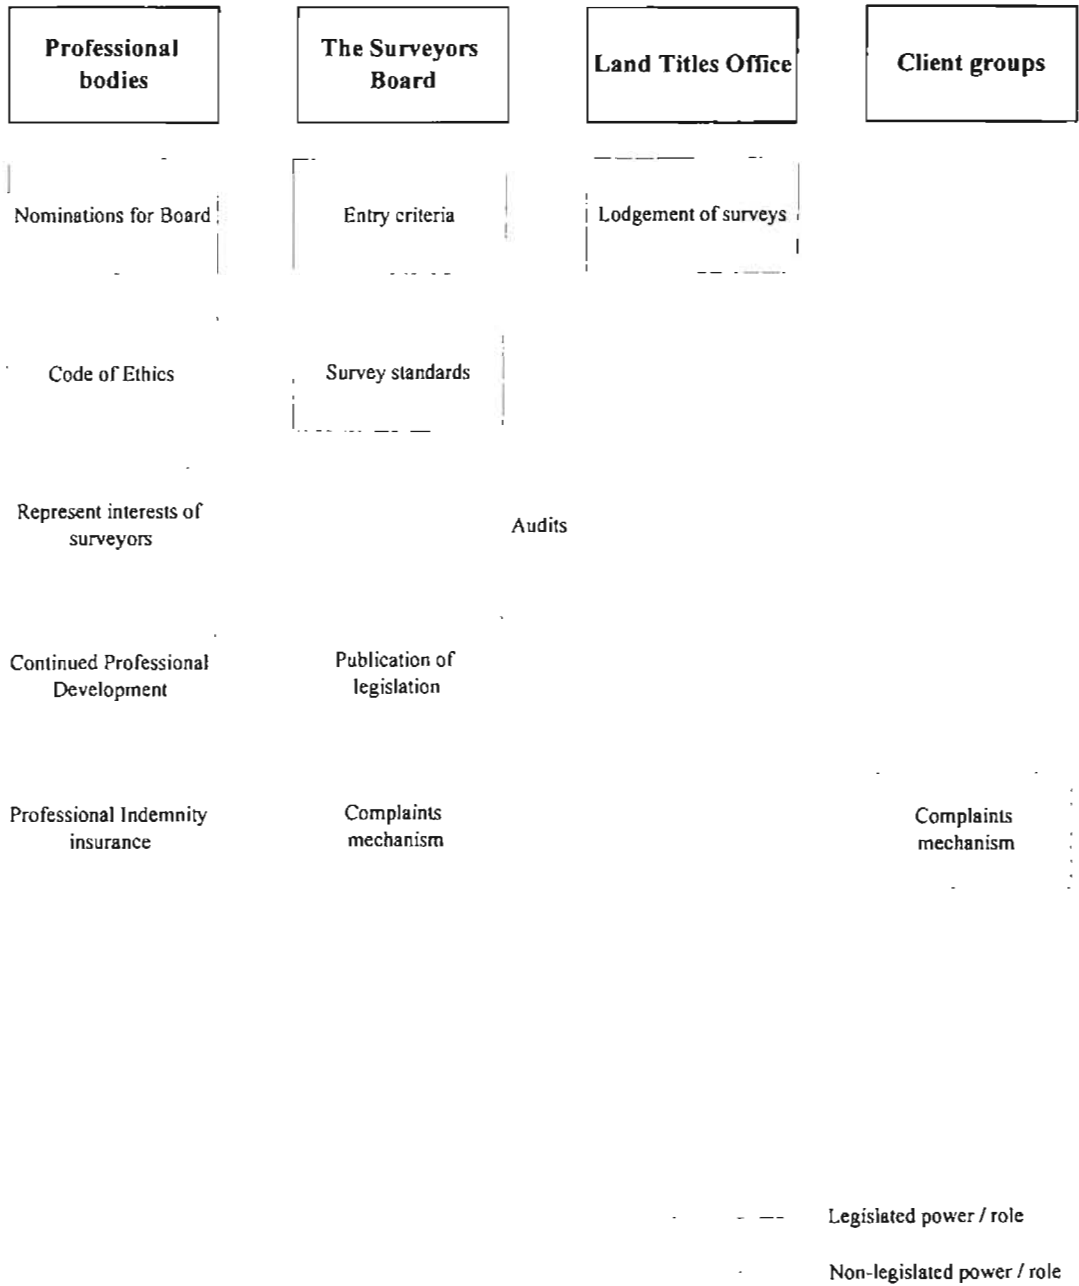 Professional
bodies
The Surveyors
Board
Land Titles Office
Client groups
Nominations for Board
Entry criteria
Lodgement of surveys
Code of Ethics
Survey standards
Represent interests of
surveyors
Audits
Continued Professional
Development
Publication of
legislation
Professional Indemnity
insurance
Complaints
mechanism
Complaints
mechanism
Legislated power / role
Non-legislated power / role